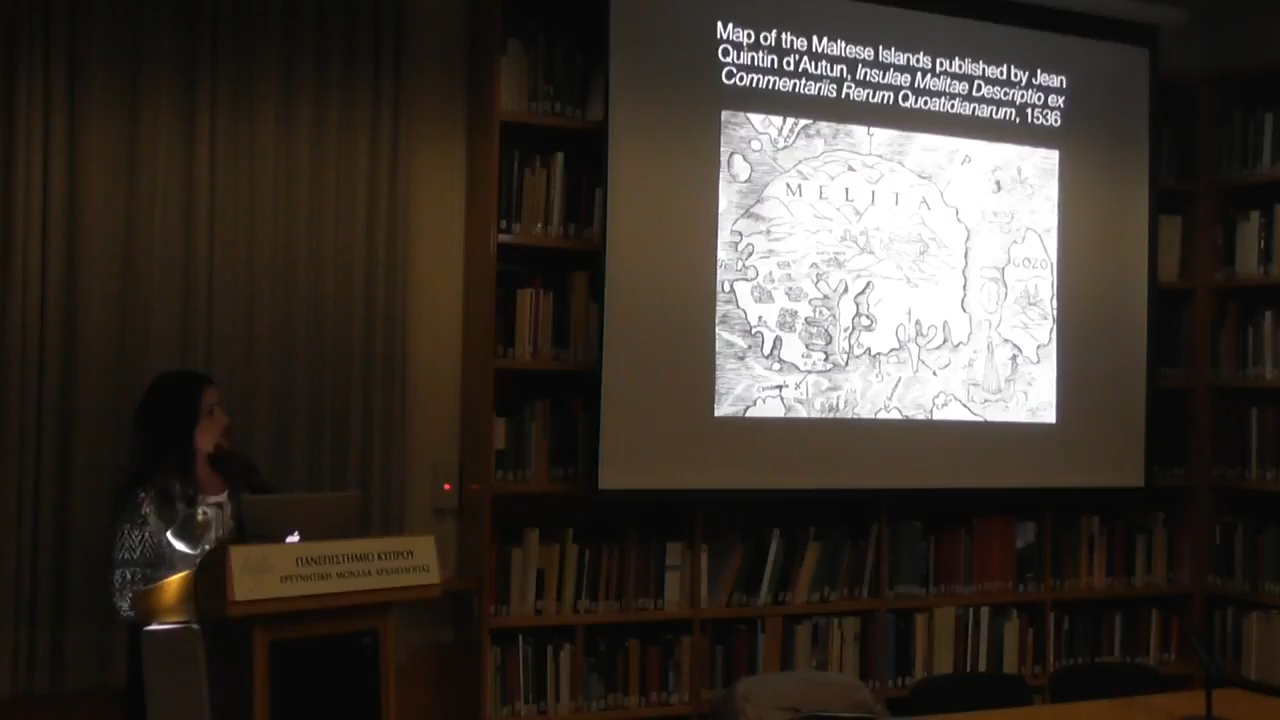 Map of the Maltese Islands published by Jean
Quintin d'Autun, Insulae Melitae Descriptio ex
Commentariis Rerum Quoatidianarum, 1536
MELITA
GOZO
ΠΑΝΕΠΙΣΤΗΜΙΟ ΚΥΠΡΟΥ
ΕΡΕΥΝΗΤΙΚΗ ΜΟΝΑΔΑ ΑΡΧΑΙΟΛΟΓΙΑΣ